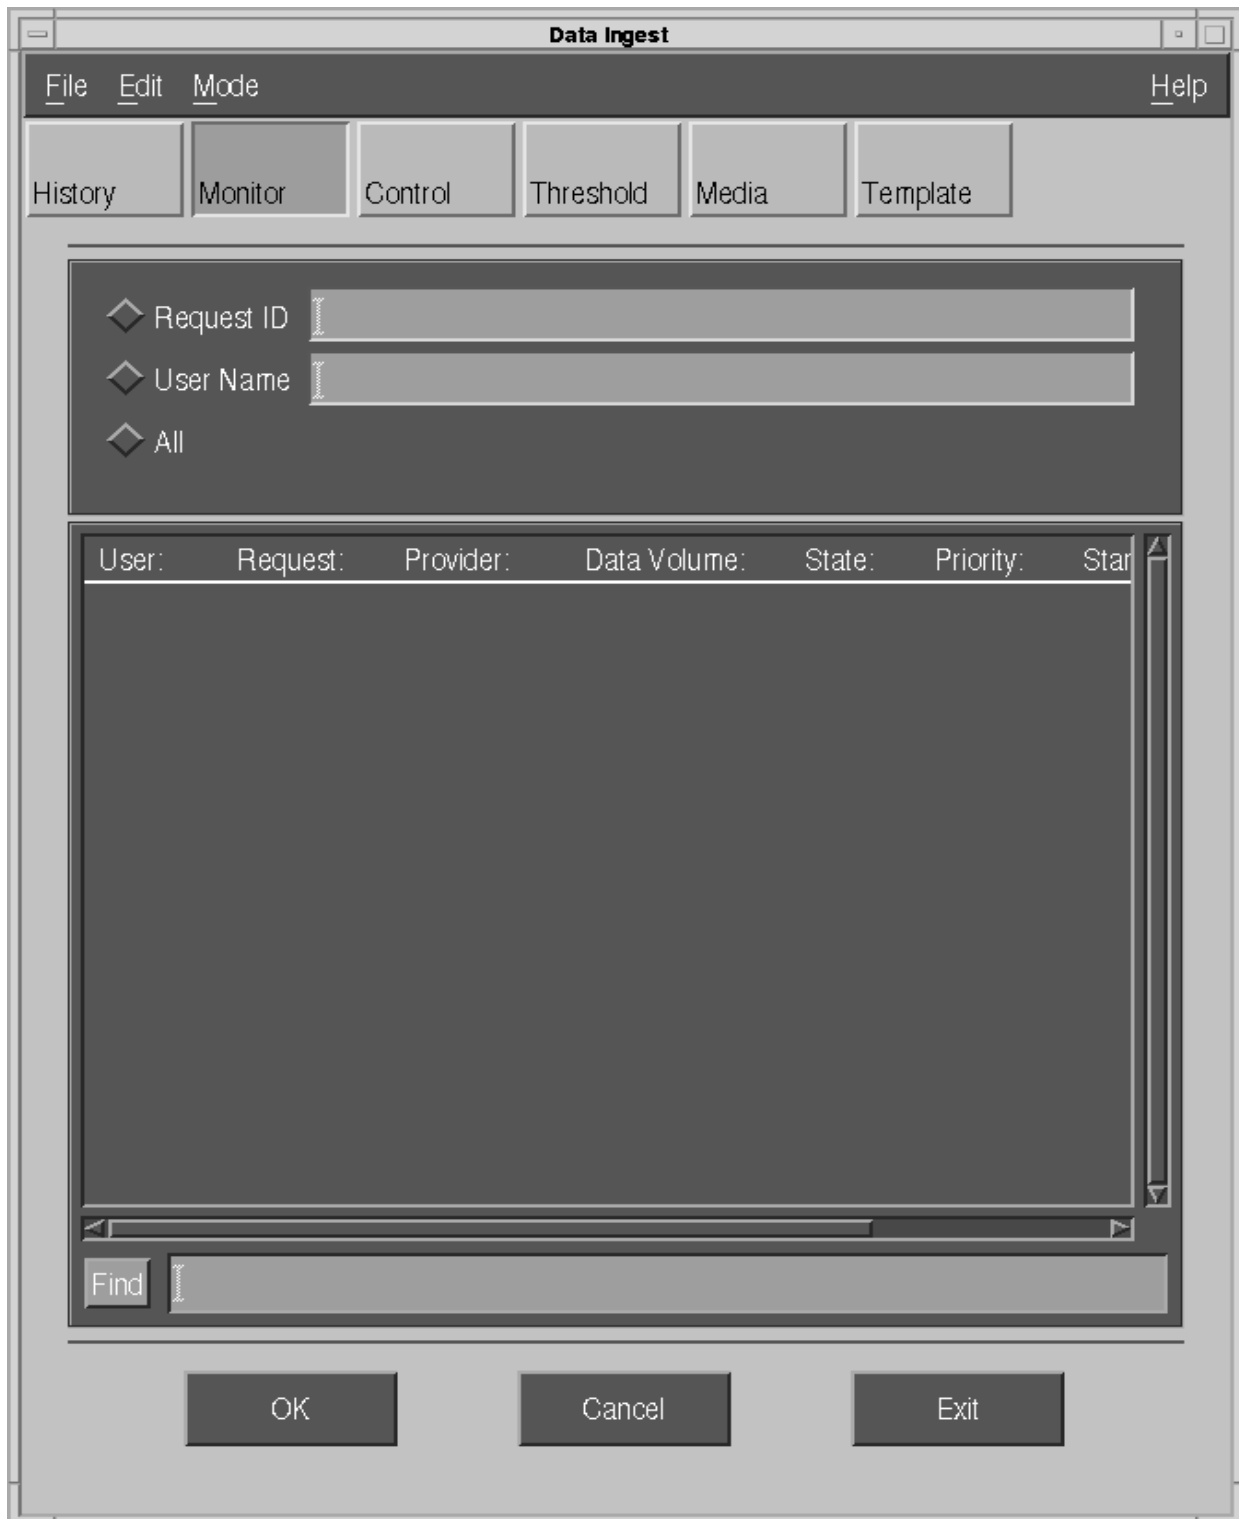 Data Ingest
File Edit Mode Help
History Monitor Control Threshold Media Template
Request ID
User Name
All
User: Request: Provider: Data Volume: State: Priority: Star
Find
OK Cancel Exit